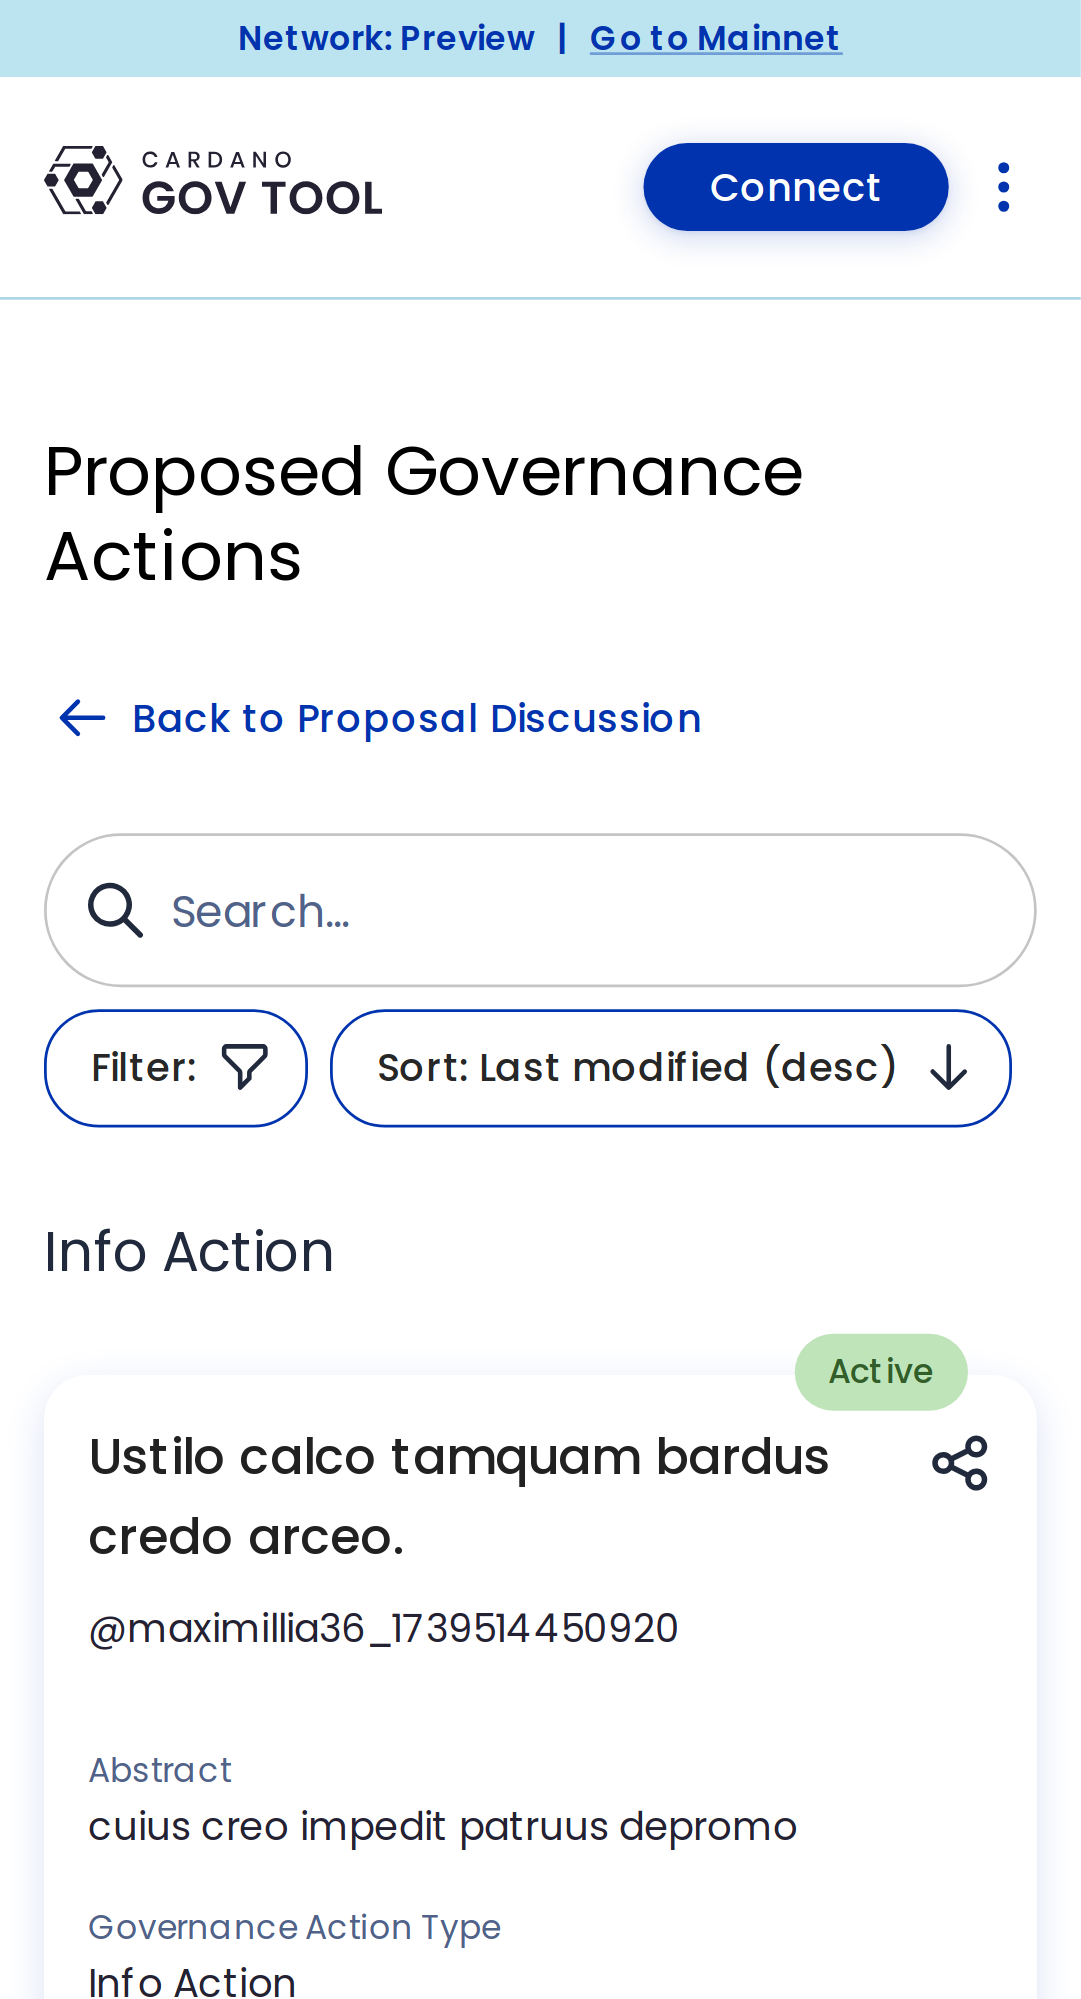 Network: Preview | Go to Mainnet
CARDANO
GOV TOOL
Connect
Proposed Governance
Actions
Back to Proposal Discussion
Search...
Filter:
Sort: Last modified (desc)
Info Action
Active
Ustilo calco tamquam bardus
credo arceo.
@maximillia36_1739514450920
Abstract
cuius creo impedit patruus depromo
Governance Action Type
Info Action